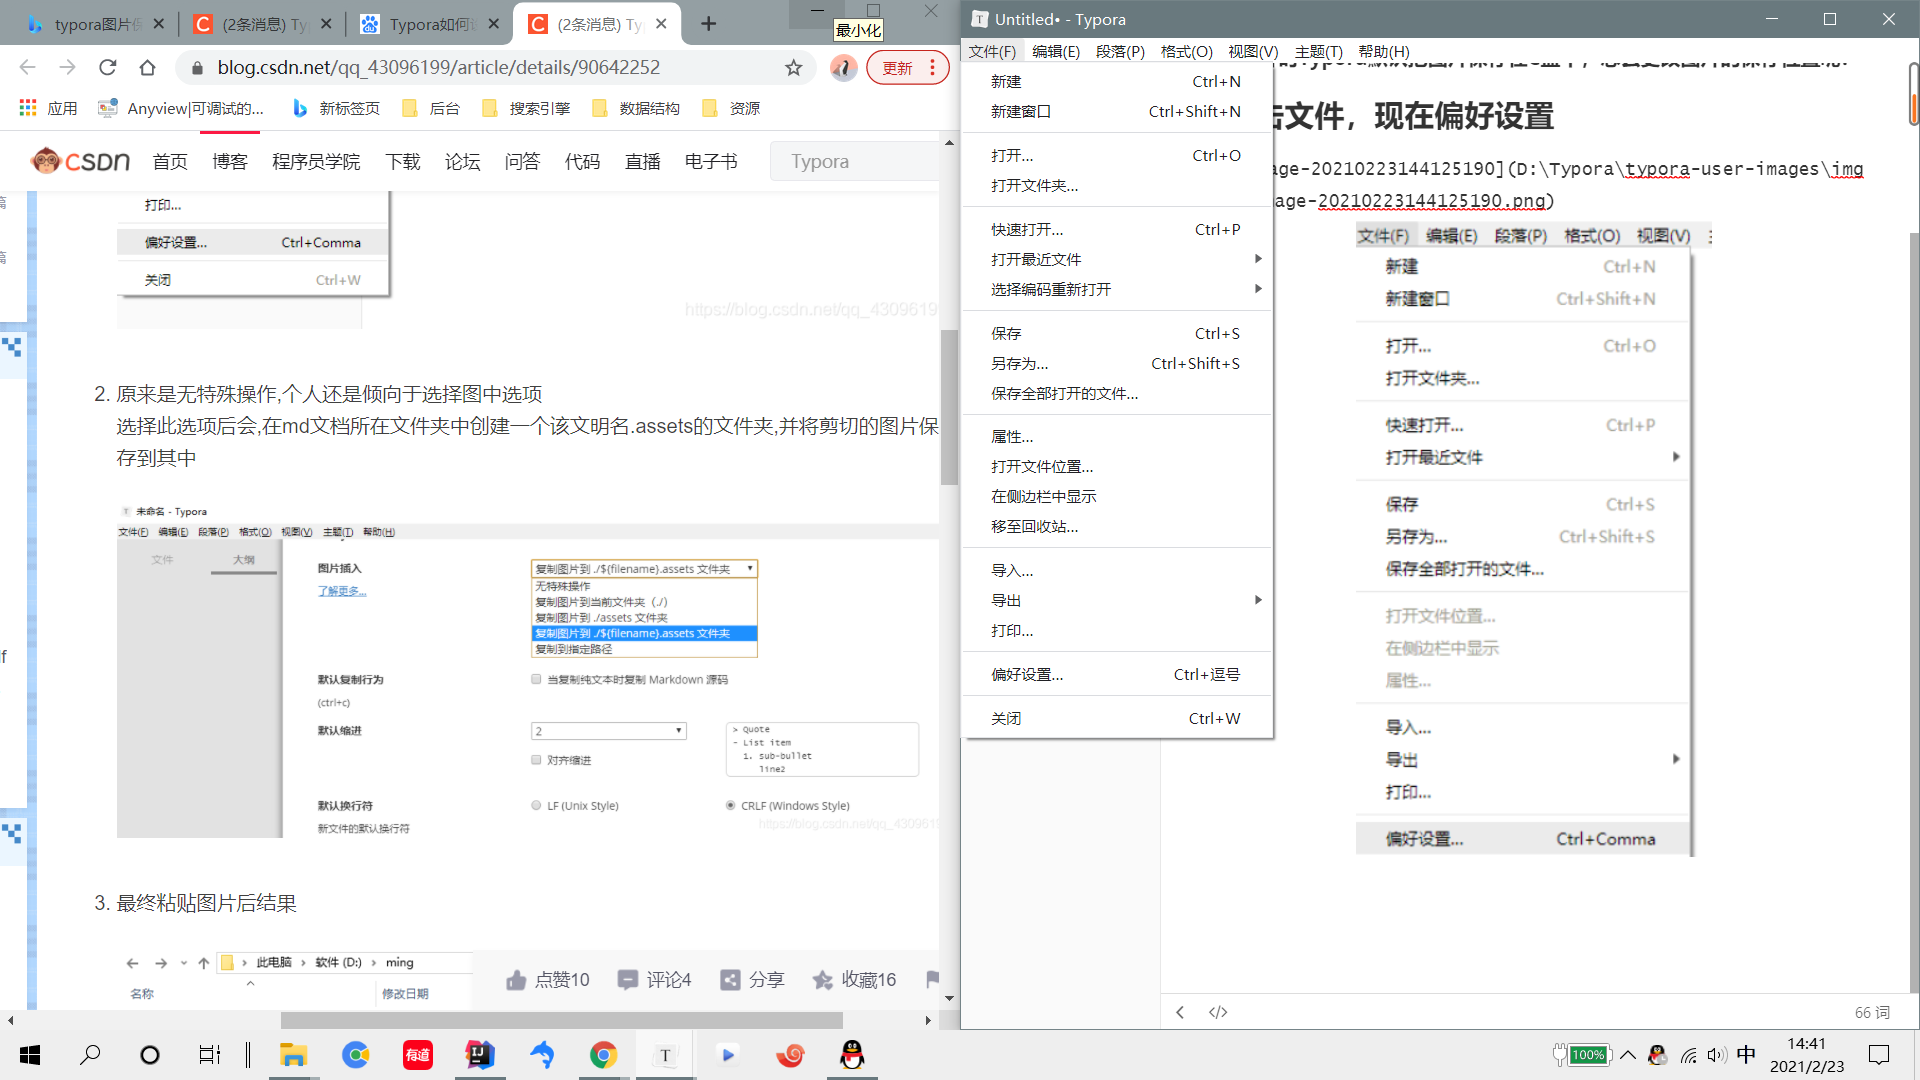 typora图片保
(2条消息) Ty
Typora如何设
(2条消息) Ty
最小化
blog.csdn.net/qq_43096199/article/details/90642252
更新
应用
Anyview|可调试的...
新标签页
后台
搜索引擎
数据结构
资源
CSDN
首页
博客
程序员学院
下载
论坛
问答
代码
直播
电子书
Typora
打印...
偏好设置... Ctrl+Comma
关闭 Ctrl+W
https://blog.csdn.net/qq_4309619
2. 原来是无特殊操作,个人还是倾向于选择图中选项
选择此选项后会,在md文档所在文件夹中创建一个该文明名.assets的文件夹,并将剪切的图片保
存到其中
未命名 - Typora
文件(F) 编辑(E) 段落(P) 格式(O) 视图(V) 主题(T) 帮助(H)
文件 大纲
图片插入
了解更多...
复制图片到 ./${filename}.assets 文件夹
无特殊操作
复制图片到当前文件夹（./）
复制图片到 ./assets 文件夹
复制图片到 ./${filename}.assets 文件夹
复制到指定路径
默认复制行为
(ctrl+c)
当复制纯文本时复制 Markdown 源码
默认缩进
2
对齐缩进
> Quote
- List item
1. sub-bullet
line2
默认换行符
新文件的默认换行符
LF (Unix Style)
CRLF (Windows Style)
https://blog.csdn.net/qq_4309619
3. 最终粘贴图片后结果
此电脑 › 软件 (D:) › ming
名称
修改日期
点赞10
评论4
分享
收藏16
Untitled• - Typora
文件(F) 编辑(E) 段落(P) 格式(O) 视图(V) 主题(T) 帮助(H)
新建 Ctrl+N
新建窗口 Ctrl+Shift+N
打开... Ctrl+O
打开文件夹...
快速打开... Ctrl+P
打开最近文件
选择编码重新打开
保存 Ctrl+S
另存为... Ctrl+Shift+S
保存全部打开的文件...
属性...
打开文件位置...
在侧边栏中显示
移至回收站...
导入...
导出
打印...
偏好设置... Ctrl+逗号
关闭 Ctrl+W
击文件，现在偏好设置
age-20210223144125190](D:\Typora\typora-user-images\img
age-20210223144125190.png)
文件(F) 编辑(E) 段落(P) 格式(O) 视图(V)
新建 Ctrl+N
新建窗口 Ctrl+Shift+N
打开... Ctrl+O
打开文件夹...
快速打开... Ctrl+P
打开最近文件
保存 Ctrl+S
另存为... Ctrl+Shift+S
保存全部打开的文件...
打开文件位置...
在侧边栏中显示
属性...
导入...
导出
打印...
偏好设置... Ctrl+Comma
</>
66 词
有道
100%
中
14:41
2021/2/23